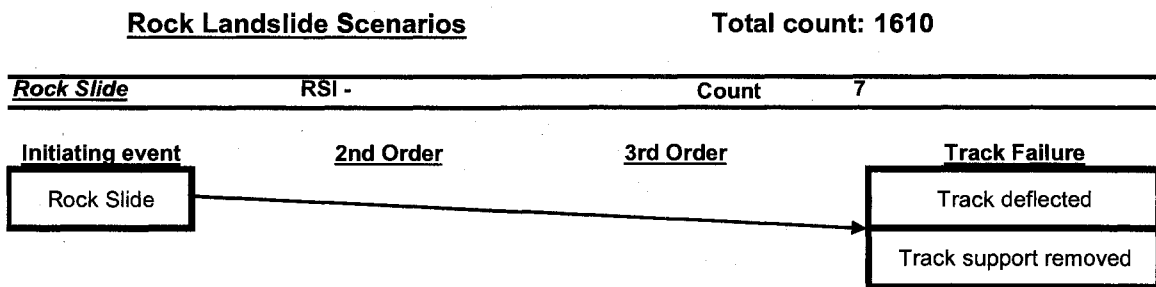 Rock Landslide Scenarios Total count: 1610
Rock Slide RSI - Count 7
Initiating event 2nd Order 3rd Order Track Failure
Rock Slide Track deflected
Track support removed